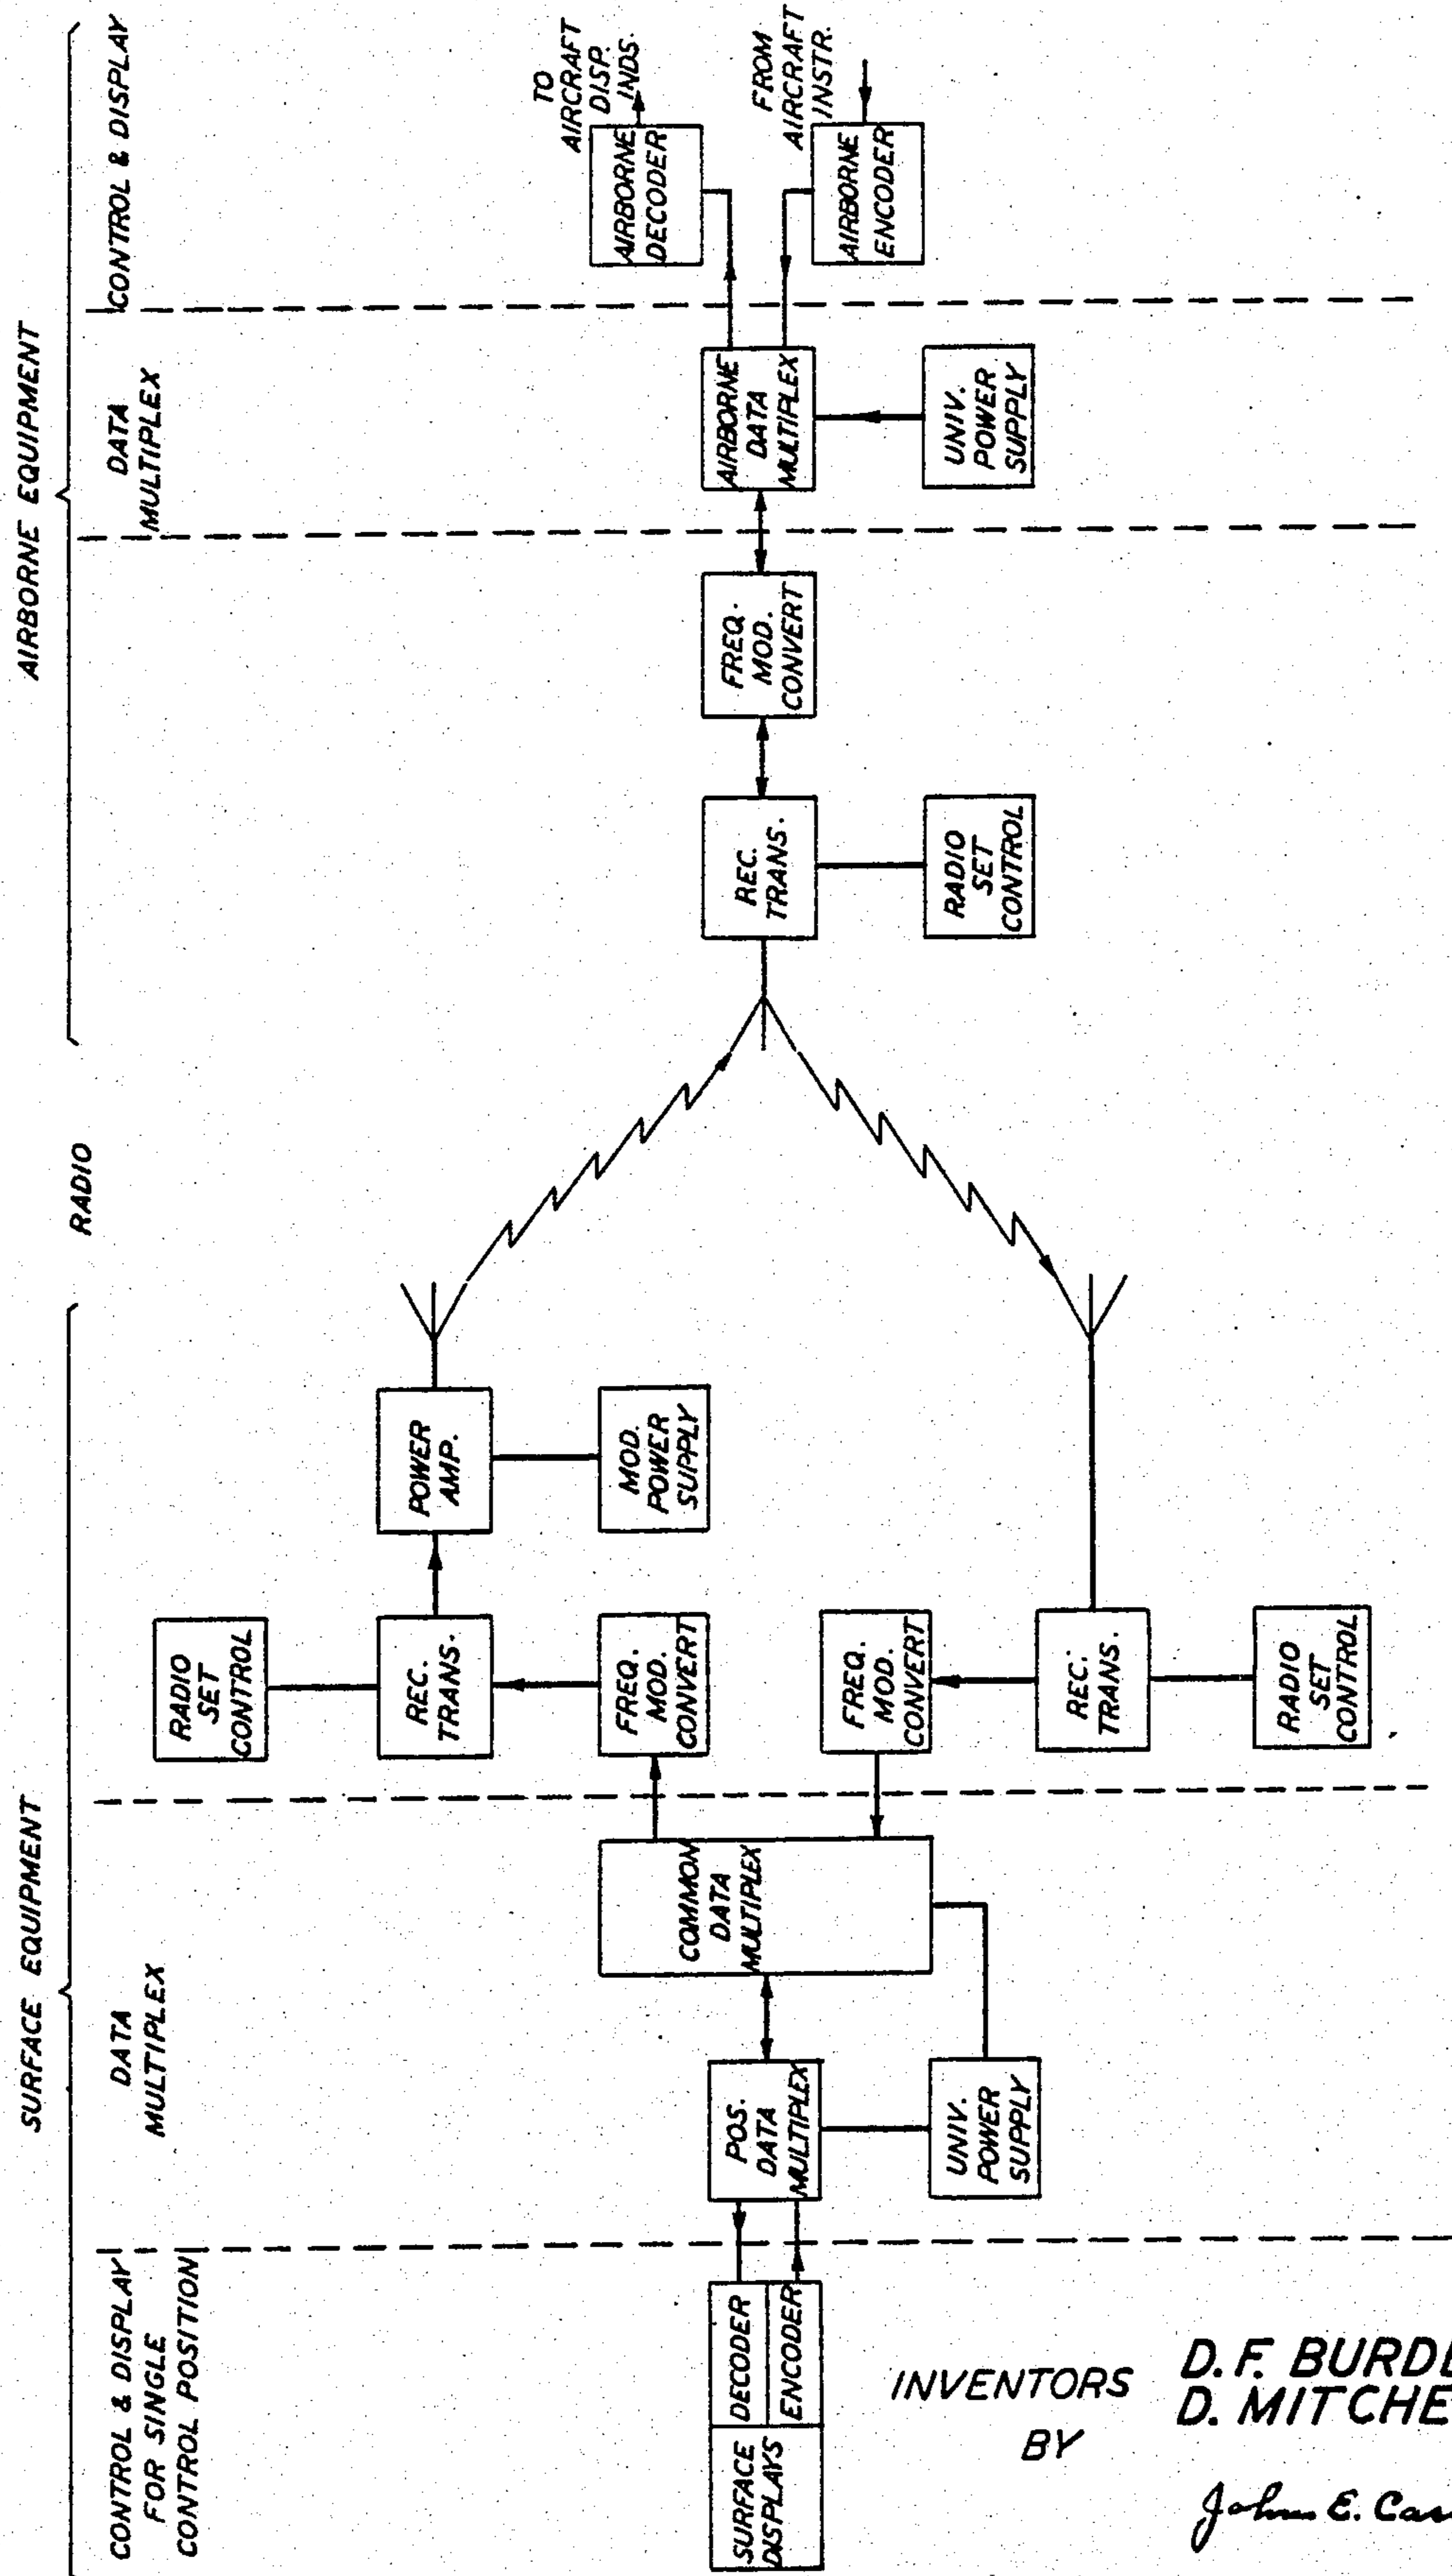 SURFACE EQUIPMENT
RADIO
AIRBORNE EQUIPMENT
CONTROL & DISPLAY
FOR SINGLE
CONTROL POSITION
DATA
MULTIPLEX
DATA
MULTIPLEX
CONTROL & DISPLAY
RADIO
SET
CONTROL
REC.
TRANS.
POWER
AMP.
FREQ.
MOD.
CONVERT
MOD.
POWER
SUPPLY
SURFACE
DISPLAYS
DECODER
ENCODER
POS.
DATA
MULTIPLEX
COMMON
DATA
MULTIPLEX
UNIV.
POWER
SUPPLY
FREQ.
MOD.
CONVERT
REC.
TRANS.
RADIO
SET
CONTROL
REC.
TRANS.
RADIO
SET
CONTROL
FREQ.
MOD.
CONVERT
AIRBORNE
DATA
MULTIPLEX
UNIV.
POWER
SUPPLY
AIRBORNE
DECODER
TO
AIRCRAFT
DISP.
INDS.
AIRBORNE
ENCODER
FROM
AIRCRAFT
INSTR.
INVENTORS
D. F. BURDE
D. MITCHE
BY
John E. Cas